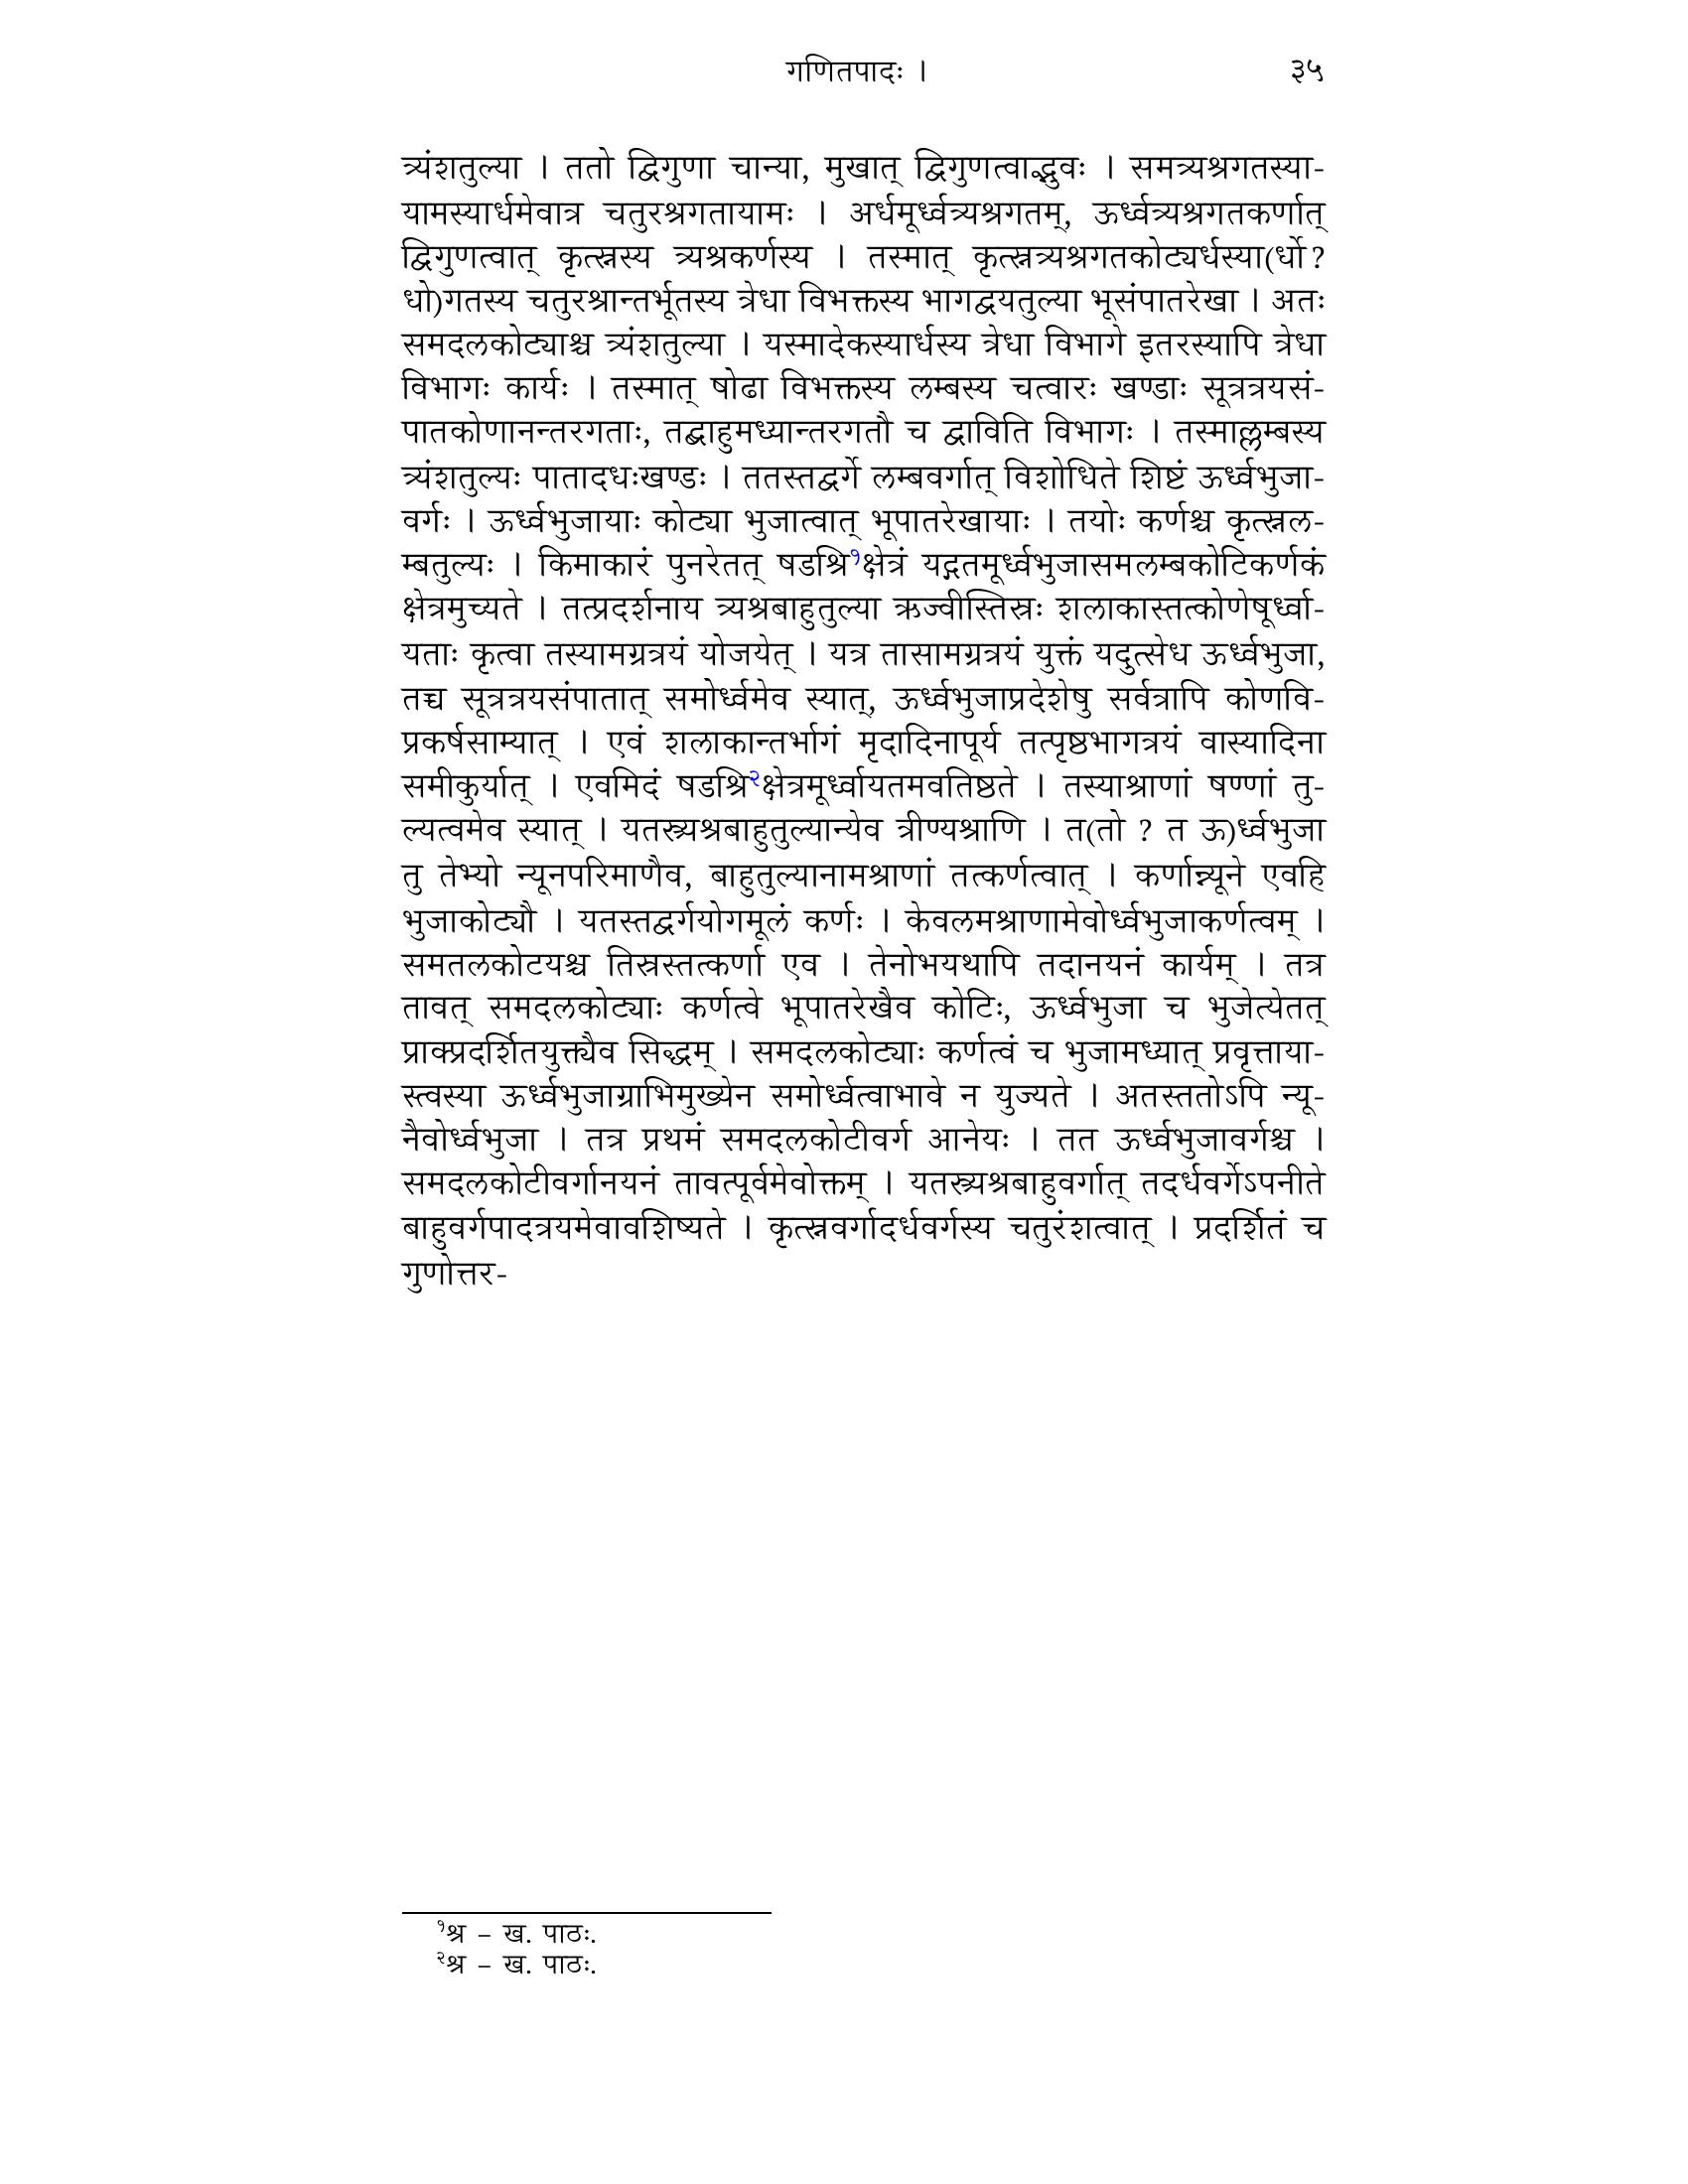 गणितपादः । ३५
त्र्यंशतुल्या । ततो द्विगुणा चान्या, मुखात् द्विगुणत्वाद्भुवः । समत्र्यश्रगतस्या-
यामस्यार्धमेवात्र चतुरश्रगतायामः । अर्धमूर्ध्वत्र्यश्रगतम्, ऊर्ध्वत्र्यश्रगतकर्णात्
द्विगुणत्वात् कृत्स्नस्य त्र्यश्रकर्णस्य । तस्मात् कृत्स्नत्र्यश्रगतकोट्यर्धस्या(र्धो?
धो)गतस्य चतुरश्रान्तर्भूतस्य त्रेधा विभक्तस्य भागद्वयतुल्या भूसंपातरेखा । अतः
समदलकोट्याश्च त्र्यंशतुल्या । यस्मादेकस्यार्धस्य त्रेधा विभागे इतरस्यापि त्रेधा
विभागः कार्यः । तस्मात् षोढा विभक्तस्य लम्बस्य चत्वारः खण्डाः सूत्रत्रयसं-
पातकोणानन्तरगताः, तद्बाहुमध्यान्तरगतौ च द्वाविति विभागः । तस्माल्लम्बस्य
त्र्यंशतुल्यः पातादधःखण्डः । ततस्तद्वर्गे लम्बवर्गात् विशोधिते शिष्टं ऊर्ध्वभुजा-
वर्गः । ऊर्ध्वभुजायाः कोट्या भुजात्वात् भूपातरेखायाः । तयोः कर्णश्च कृत्स्नल-
म्बतुल्यः । किमाकारं पुनरेतत् षडश्रि१क्षेत्रं यद्गतमूर्ध्वभुजासमलम्बकोटिकर्णकं
क्षेत्रमुच्यते । तत्प्रदर्शनाय त्र्यश्रबाहुतुल्या ऋज्वीस्तिस्रः शलाकास्तत्कोणेषूर्ध्वा-
यताः कृत्वा तस्यामग्रत्रयं योजयेत् । यत्र तासामग्रत्रयं युक्तं यदुत्सेध ऊर्ध्वभुजा,
तच्च सूत्रत्रयसंपातात् समोर्ध्वमेव स्यात्, ऊर्ध्वभुजाप्रदेशेषु सर्वत्रापि कोणवि-
प्रकर्षसाम्यात् । एवं शलाकान्तर्भागं मृदादिनापूर्य तत्पृष्ठभागत्रयं वास्यादिना
समीकुर्यात् । एवमिदं षडश्रि२क्षेत्रमूर्ध्वायतमवतिष्ठते । तस्याश्राणां षण्णां तु-
ल्यत्वमेव स्यात् । यतस्त्र्यश्रबाहुतुल्यान्येव त्रीण्यश्राणि । त(तो ? त ऊ)र्ध्वभुजा
तु तेभ्यो न्यूनपरिमाणैव, बाहुतुल्यानामश्राणां तत्कर्णत्वात् । कर्णान्न्यूने एवहि
भुजाकोट्यौ । यतस्तद्वर्गयोगमूलं कर्णः । केवलमश्राणामेवोर्ध्वभुजाकर्णत्वम् ।
समतलकोटयश्च तिस्रस्तत्कर्णा एव । तेनोभयथापि तदानयनं कार्यम् । तत्र
तावत् समदलकोट्याः कर्णत्वे भूपातरेखैव कोटिः, ऊर्ध्वभुजा च भुजेत्येतत्
प्राक्प्रदर्शितयुक्त्यैव सिद्धम् । समदलकोट्याः कर्णत्वं च भुजामध्यात् प्रवृत्ताया-
स्त्वस्या ऊर्ध्वभुजाग्राभिमुख्येन समोर्ध्वत्वाभावे न युज्यते । अतस्ततोऽपि न्यू-
नैवोर्ध्वभुजा । तत्र प्रथमं समदलकोटीवर्ग आनेयः । तत ऊर्ध्वभुजावर्गश्च ।
समदलकोटीवर्गानयनं तावत्पूर्वमेवोक्तम् । यतस्त्र्यश्रबाहुवर्गात् तदर्धवर्गेऽपनीते
बाहुवर्गपादत्रयमेवावशिष्यते । कृत्स्नवर्गादर्धवर्गस्य चतुरंशत्वात् । प्रदर्शितं च
गुणोत्तर-
१श्र – ख. पाठः.
२श्र – ख. पाठः.